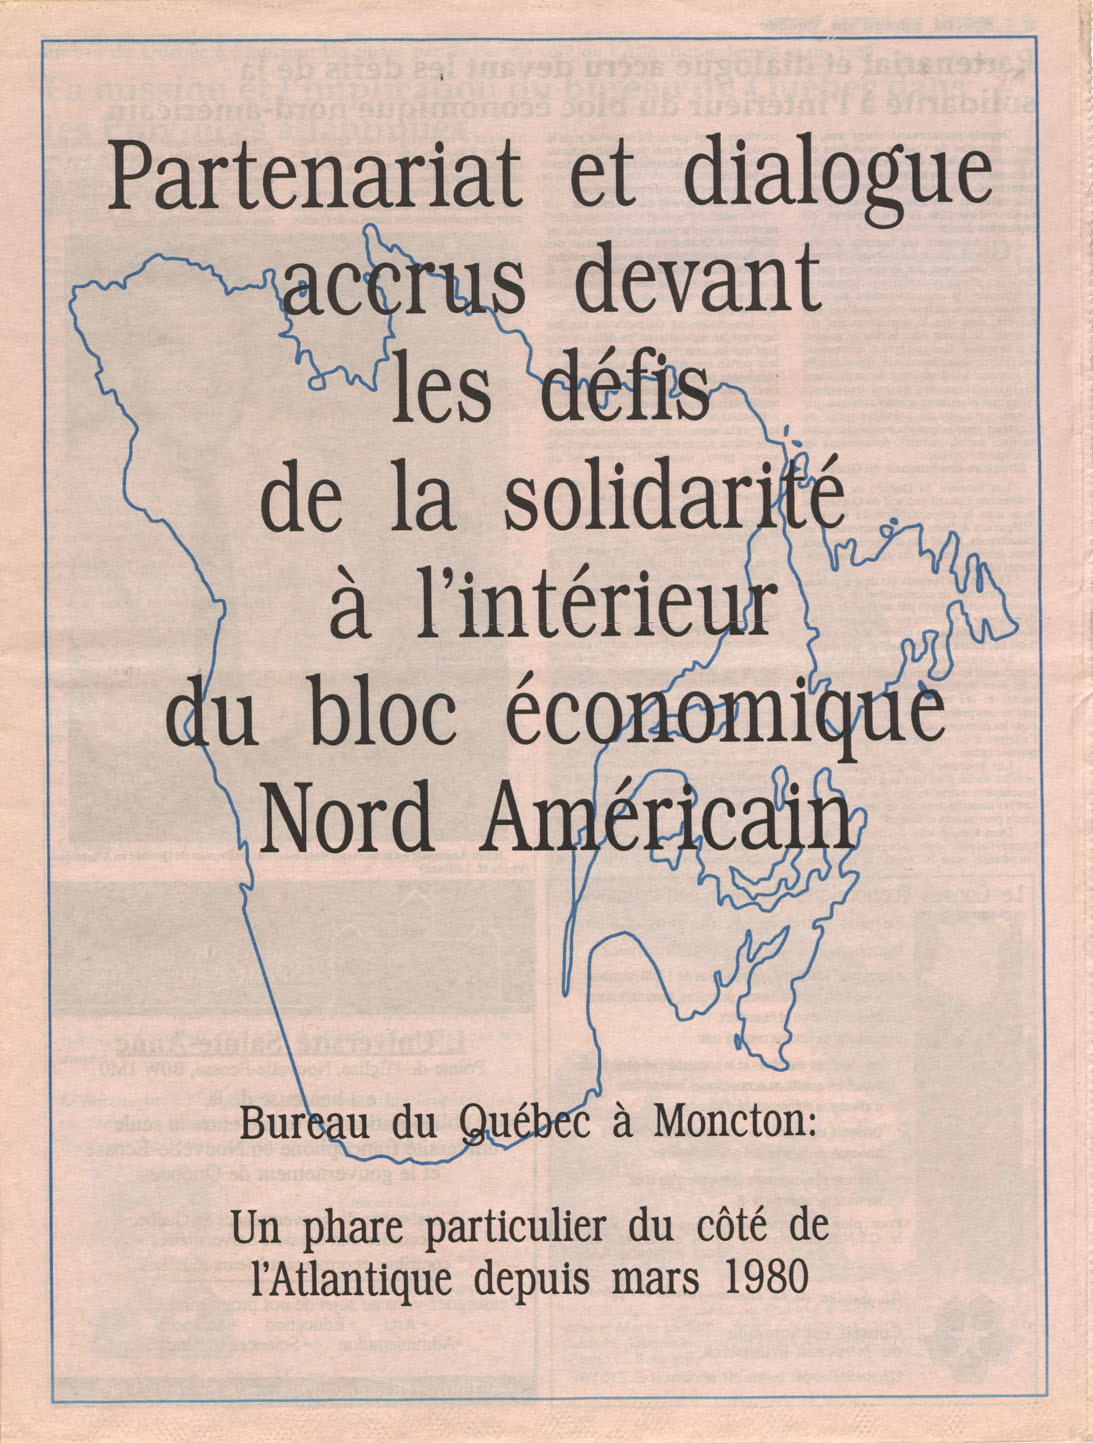 Partenariat et dialogue
accrus devant
les défis
de la solidarité
à l'intérieur
du bloc économique
Nord Américain
Bureau du Québec à Moncton:
Un phare particulier du côté de
l'Atlantique depuis mars 1980